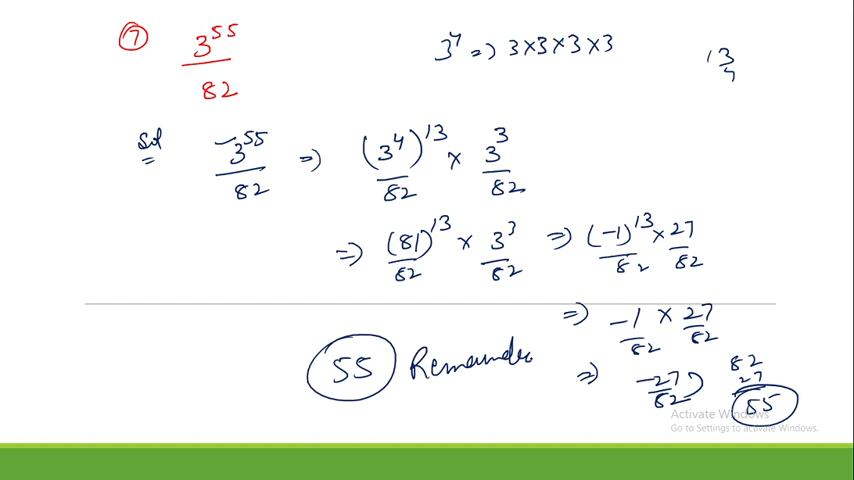 ⑦ 3^55 / 82
3^4 => 3×3×3×3
13
4
Sol 3^55 / 82 => (3^4)^13 / 82 × 3^3 / 82
=> (81)^13 / 82 × 3^3 / 82 => (-1)^13 / 82 × 27 / 82
=> -1 / 82 × 27 / 82
=> -27 / 82
82
27
55
55 Remainder
Activate Windows
Go to Settings to activate Windows.